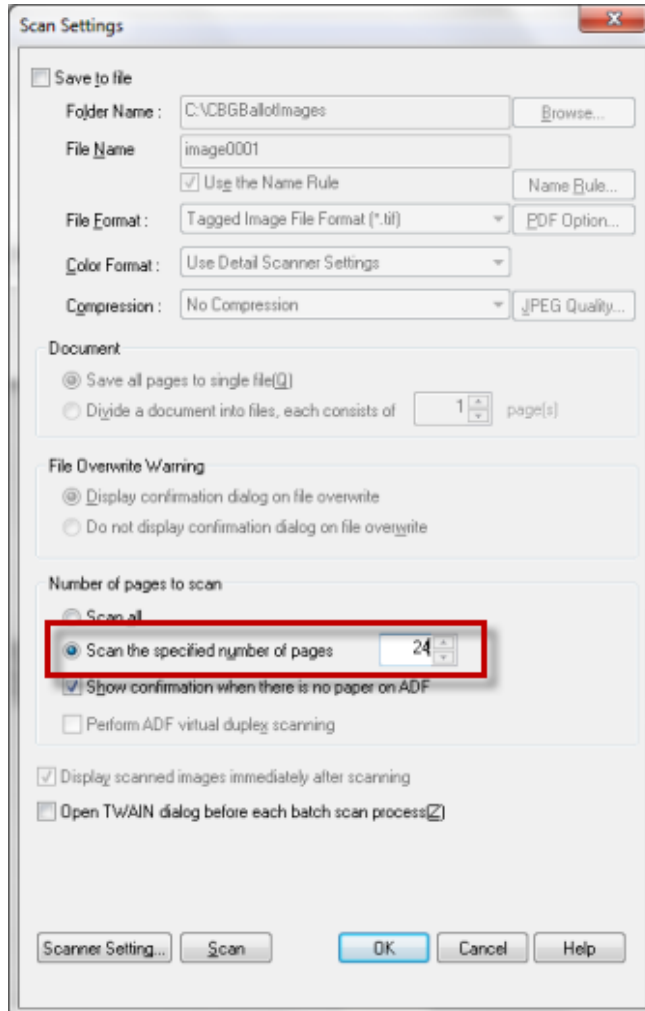 Scan Settings
Save to file
Folder Name : C:\CBGBallotImages Browse...
File Name image0001
Use the Name Rule Name Rule...
File Format : Tagged Image File Format (*.tif) PDF Option...
Color Format : Use Detail Scanner Settings
Compression : No Compression JPEG Quality...
Document
Save all pages to single file(Q)
Divide a document into files, each consists of 1 page(s)
File Overwrite Warning
Display confirmation dialog on file overwrite
Do not display confirmation dialog on file overwrite
Number of pages to scan
Scan all
Scan the specified number of pages 24
Show confirmation when there is no paper on ADF
Perform ADF virtual duplex scanning
Display scanned images immediately after scanning
Open TWAIN dialog before each batch scan process(Z)
Scanner Setting... Scan OK Cancel Help